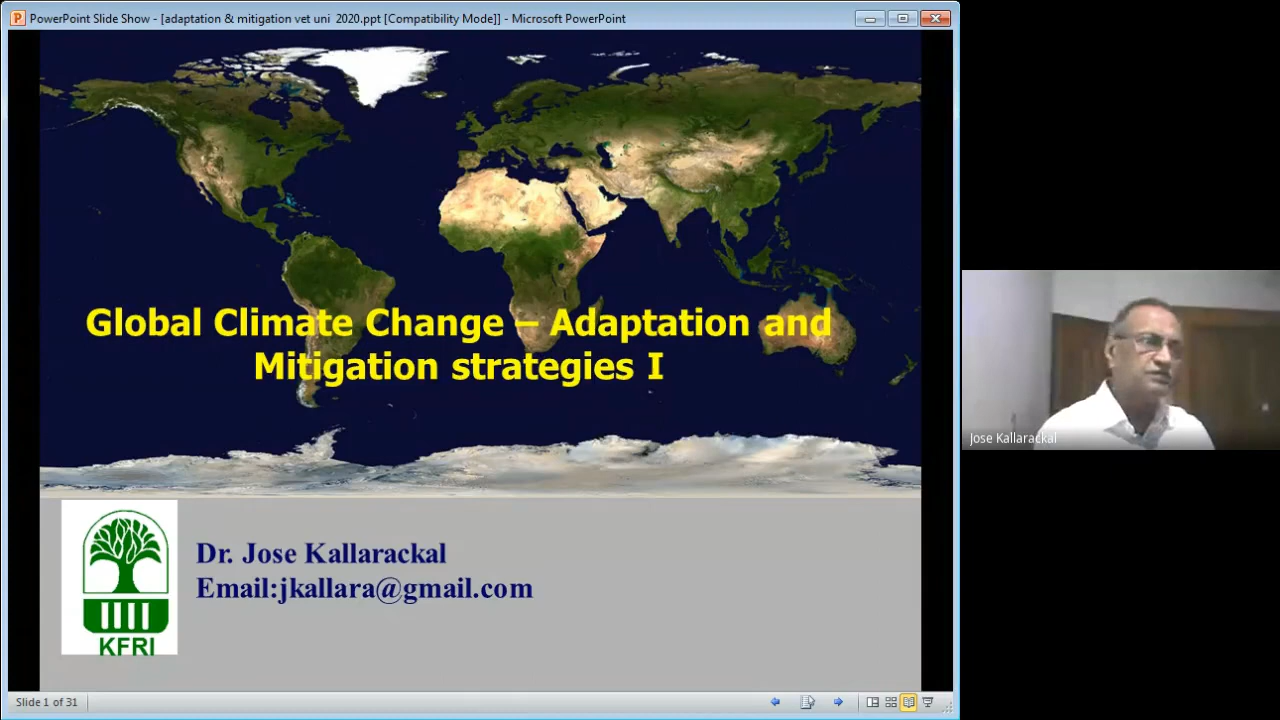 PowerPoint Slide Show - [adaptation & mitigation vet uni  2020.ppt [Compatibility Mode]] - Microsoft PowerPoint
Global Climate Change – Adaptation and
Mitigation strategies I
Jose Kallarackal
KFRI
Dr. Jose Kallarackal
Email:jkallara@gmail.com
Slide 1 of 31